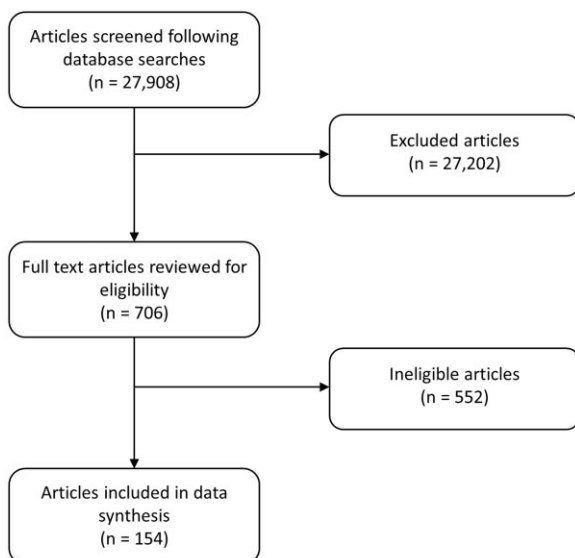 Articles screened following
database searches
(n = 27,908)
Excluded articles
(n = 27,202)
Full text articles reviewed for
eligibility
(n = 706)
Ineligible articles
(n = 552)
Articles included in data
synthesis
(n = 154)